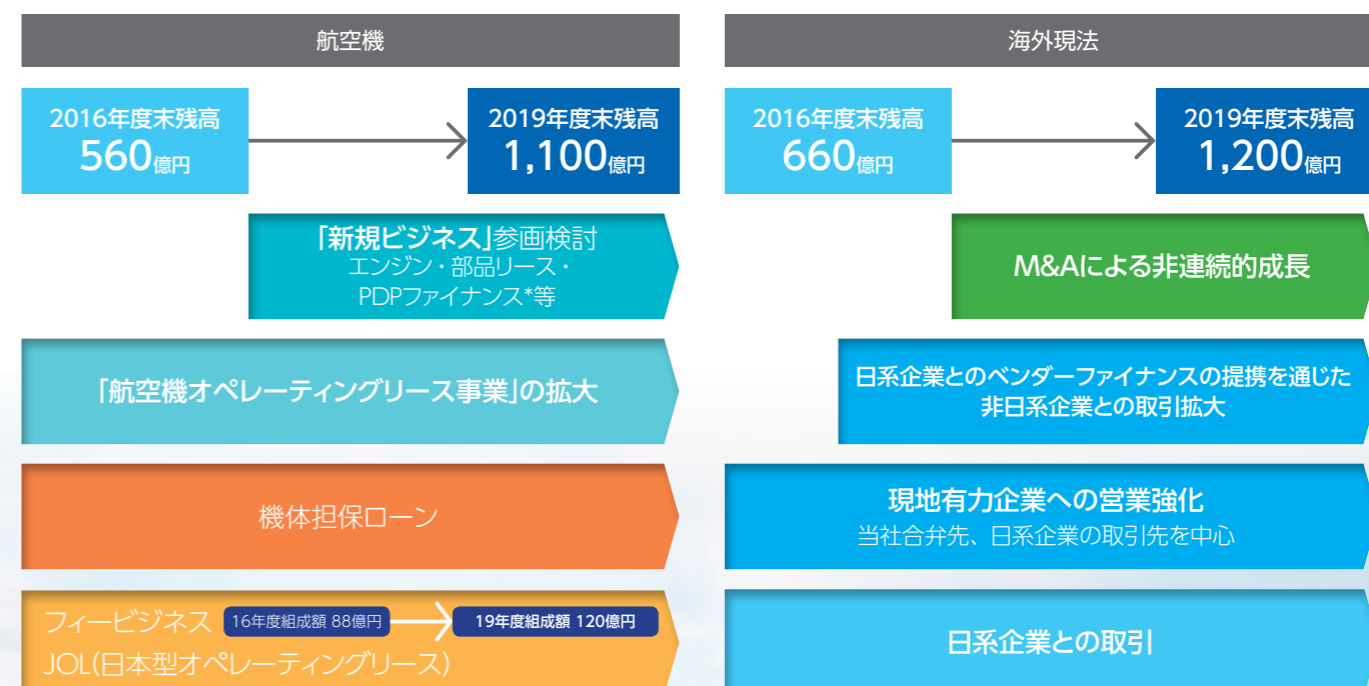 航空機
2016年度末残高
560億円
2019年度末残高
1,100億円
「新規ビジネス」参画検討
エンジン・部品リース・
PDPファイナンス*等
「航空機オペレーティングリース事業」の拡大
機体担保ローン
フィービジネス 16年度組成額 88億円 19年度組成額 120億円
JOL(日本型オペレーティングリース)
海外現法
2016年度末残高
660億円
2019年度末残高
1,200億円
M&Aによる非連続的成長
日系企業とのベンダーファイナンスの提携を通じた
非日系企業との取引拡大
現地有力企業への営業強化
当社合弁先、日系企業の取引先を中心
日系企業との取引